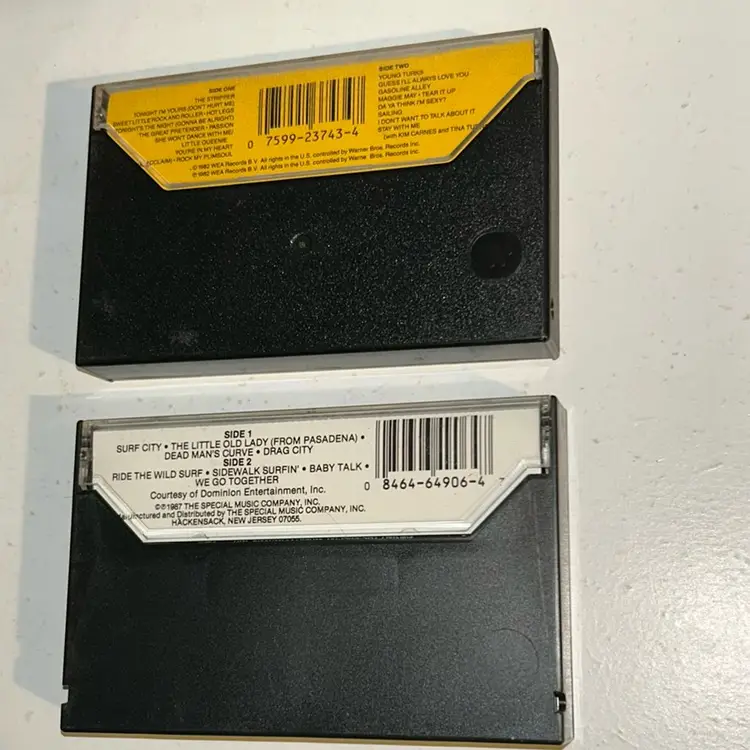 SIDE ONE
THE STRIPPER
TONIGHT I'M YOURS (DON'T HURT ME)
SWEET LITTLE ROCK AND ROLLER • HOT LEGS
TONIGHT'S THE NIGHT (GONNA BE ALRIGHT)
THE GREAT PRETENDER • PASSION
SHE WON'T DANCE WITH ME/
LITTLE QUEENIE
YOU'RE IN MY HEART
• ROCK MY PLIMSOUL
0 7599-23743-4
SIDE TWO
YOUNG TURKS
GUESS I'LL ALWAYS LOVE YOU
GASOLINE ALLEY
MAGGIE MAY • TEAR IT UP
DA YA THINK I'M SEXY?
SAILING
I DON'T WANT TO TALK ABOUT IT
STAY WITH ME
(with KIM CARNES and TINA
© 1982 WEA Records B.V. All rights in the U.S. controlled by Warner Bros. Records Inc.
℗ 1982 WEA Records B.V. All rights in the U.S. controlled by Warner Bros. Records Inc.
SIDE 1
SURF CITY • THE LITTLE OLD LADY (FROM PASADENA) •
DEAD MAN'S CURVE • DRAG CITY
SIDE 2
RIDE THE WILD SURF • SIDEWALK SURFIN' • BABY TALK •
WE GO TOGETHER
Courtesy of Dominion Entertainment, Inc.
©℗1987 THE SPECIAL MUSIC COMPANY, INC.
and Distributed by THE SPECIAL MUSIC COMPANY, INC.
HACKENSACK, NEW JERSEY 07055.
0 8464-64906-4